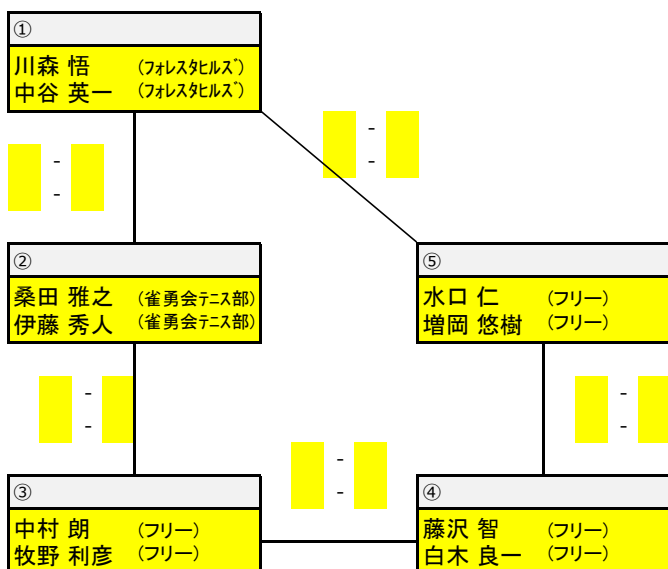 ①
川森 悟 (フォレスタヒルズ)
中谷 英一 (フォレスタヒルズ)
- 
-
-
-
②
桑田 雅之 (雀勇会テニス部)
伊藤 秀人 (雀勇会テニス部)
⑤
水口 仁 (フリー)
増岡 悠樹 (フリー)
-
-
-
-
-
-
③
中村 朗 (フリー)
牧野 利彦 (フリー)
④
藤沢 智 (フリー)
白木 良一 (フリー)